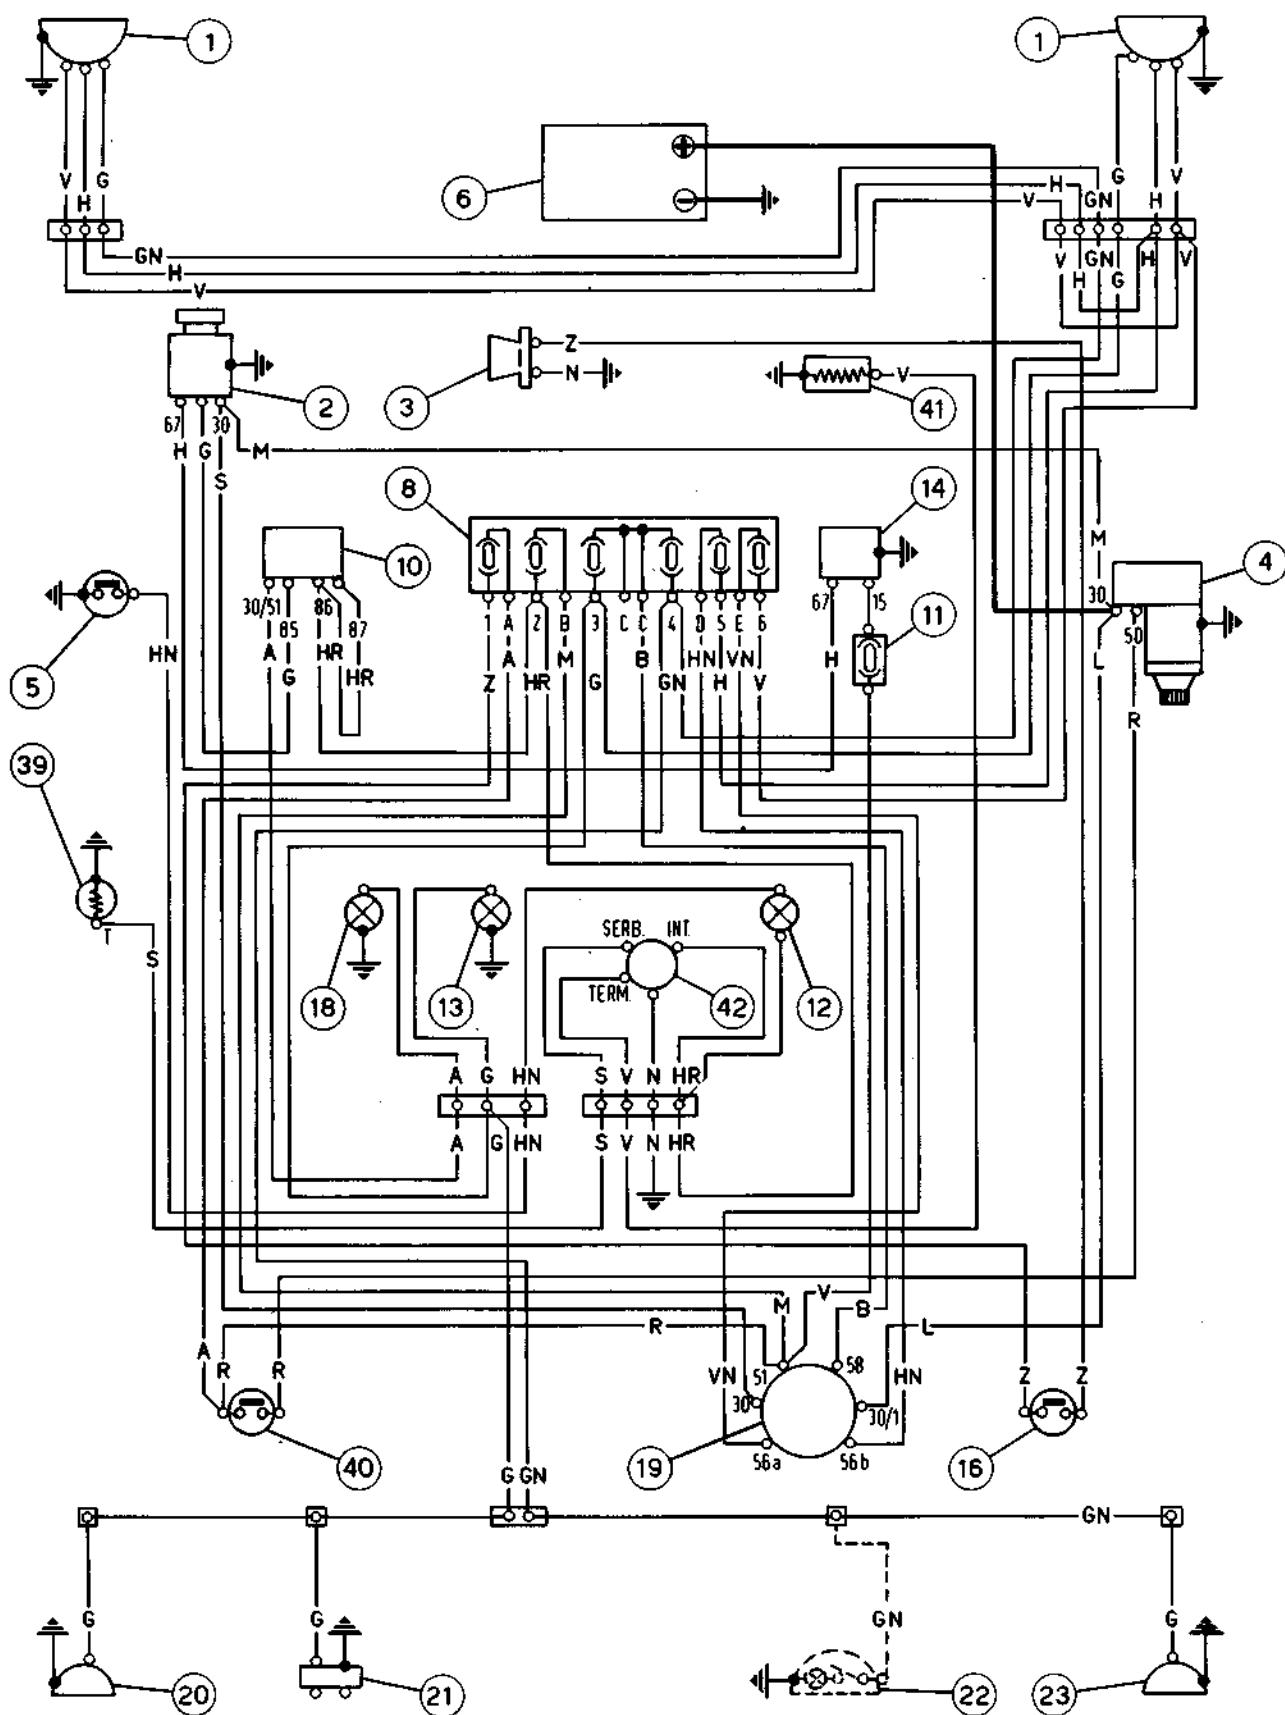 1
1
6
V
H
G
G
H
V
H
V
GN
GN
H
V
V
H
GN
G
H
V
3
Z
N
2
V
41
67
30
H
G
S
M
8
14
10
M
4
5
30/51
85
86
87
1
A
2
B
3
C
C
4
D
5
E
6
67
15
11
30
50
HN
A
G
HR
HR
Z
A
HR
M
G
B
GN
HN
H
VN
V
H
L
R
39
T
S
18
13
SERB.
INT.
TERM.
42
12
A
G
HN
S
V
N
HR
A
G
HN
S
V
N
HR
M
V
B
R
L
A
R
R
VN
51
58
HN
Z
Z
30
30/1
40
19
56a
56b
16
G
GN
GN
G
G
GN
G
20
21
22
23